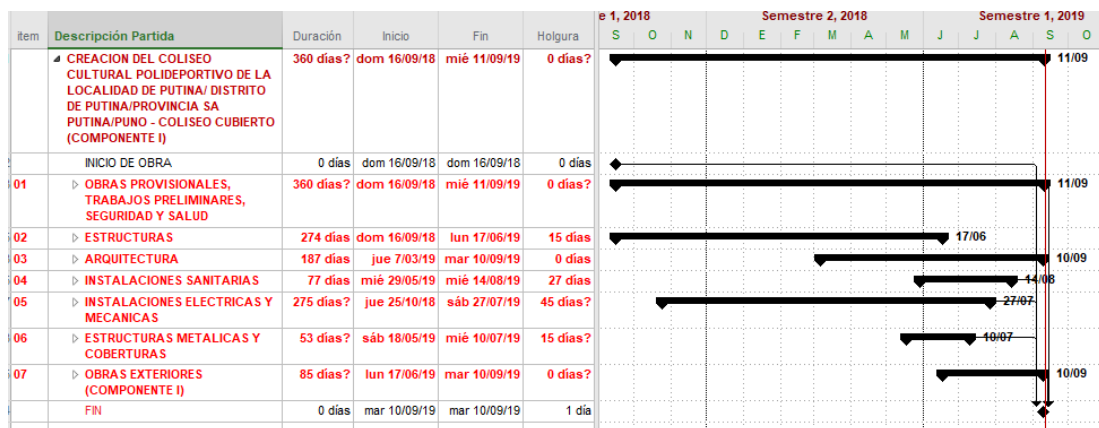 e 1, 2018 Semestre 2, 2018 Semestre 1, 2019
item Descripción Partida Duración Inicio Fin Holgura S O N D E F M A M J J A S O
CREACION DEL COLISEO CULTURAL POLIDEPORTIVO DE LA LOCALIDAD DE PUTINA/ DISTRITO DE PUTINA/PROVINCIA SA PUTINA/PUNO - COLISEO CUBIERTO (COMPONENTE I) 360 días? dom 16/09/18 mié 11/09/19 0 días? 11/09
INICIO DE OBRA 0 días dom 16/09/18 dom 16/09/18 0 días
01 OBRAS PROVISIONALES, TRABAJOS PRELIMINARES, SEGURIDAD Y SALUD 360 días? dom 16/09/18 mié 11/09/19 0 días? 11/09
02 ESTRUCTURAS 274 días dom 16/09/18 lun 17/06/19 15 días 17/06
03 ARQUITECTURA 187 días jue 7/03/19 mar 10/09/19 0 días 10/09
04 INSTALACIONES SANITARIAS 77 días mié 29/05/19 mié 14/08/19 27 días 14/08
05 INSTALACIONES ELECTRICAS Y MECANICAS 275 días? jue 25/10/18 sáb 27/07/19 45 días? 27/07
06 ESTRUCTURAS METALICAS Y COBERTURAS 53 días? sáb 18/05/19 mié 10/07/19 15 días? 10/07
07 OBRAS EXTERIORES (COMPONENTE I) 85 días? lun 17/06/19 mar 10/09/19 0 días? 10/09
FIN 0 días mar 10/09/19 mar 10/09/19 1 día